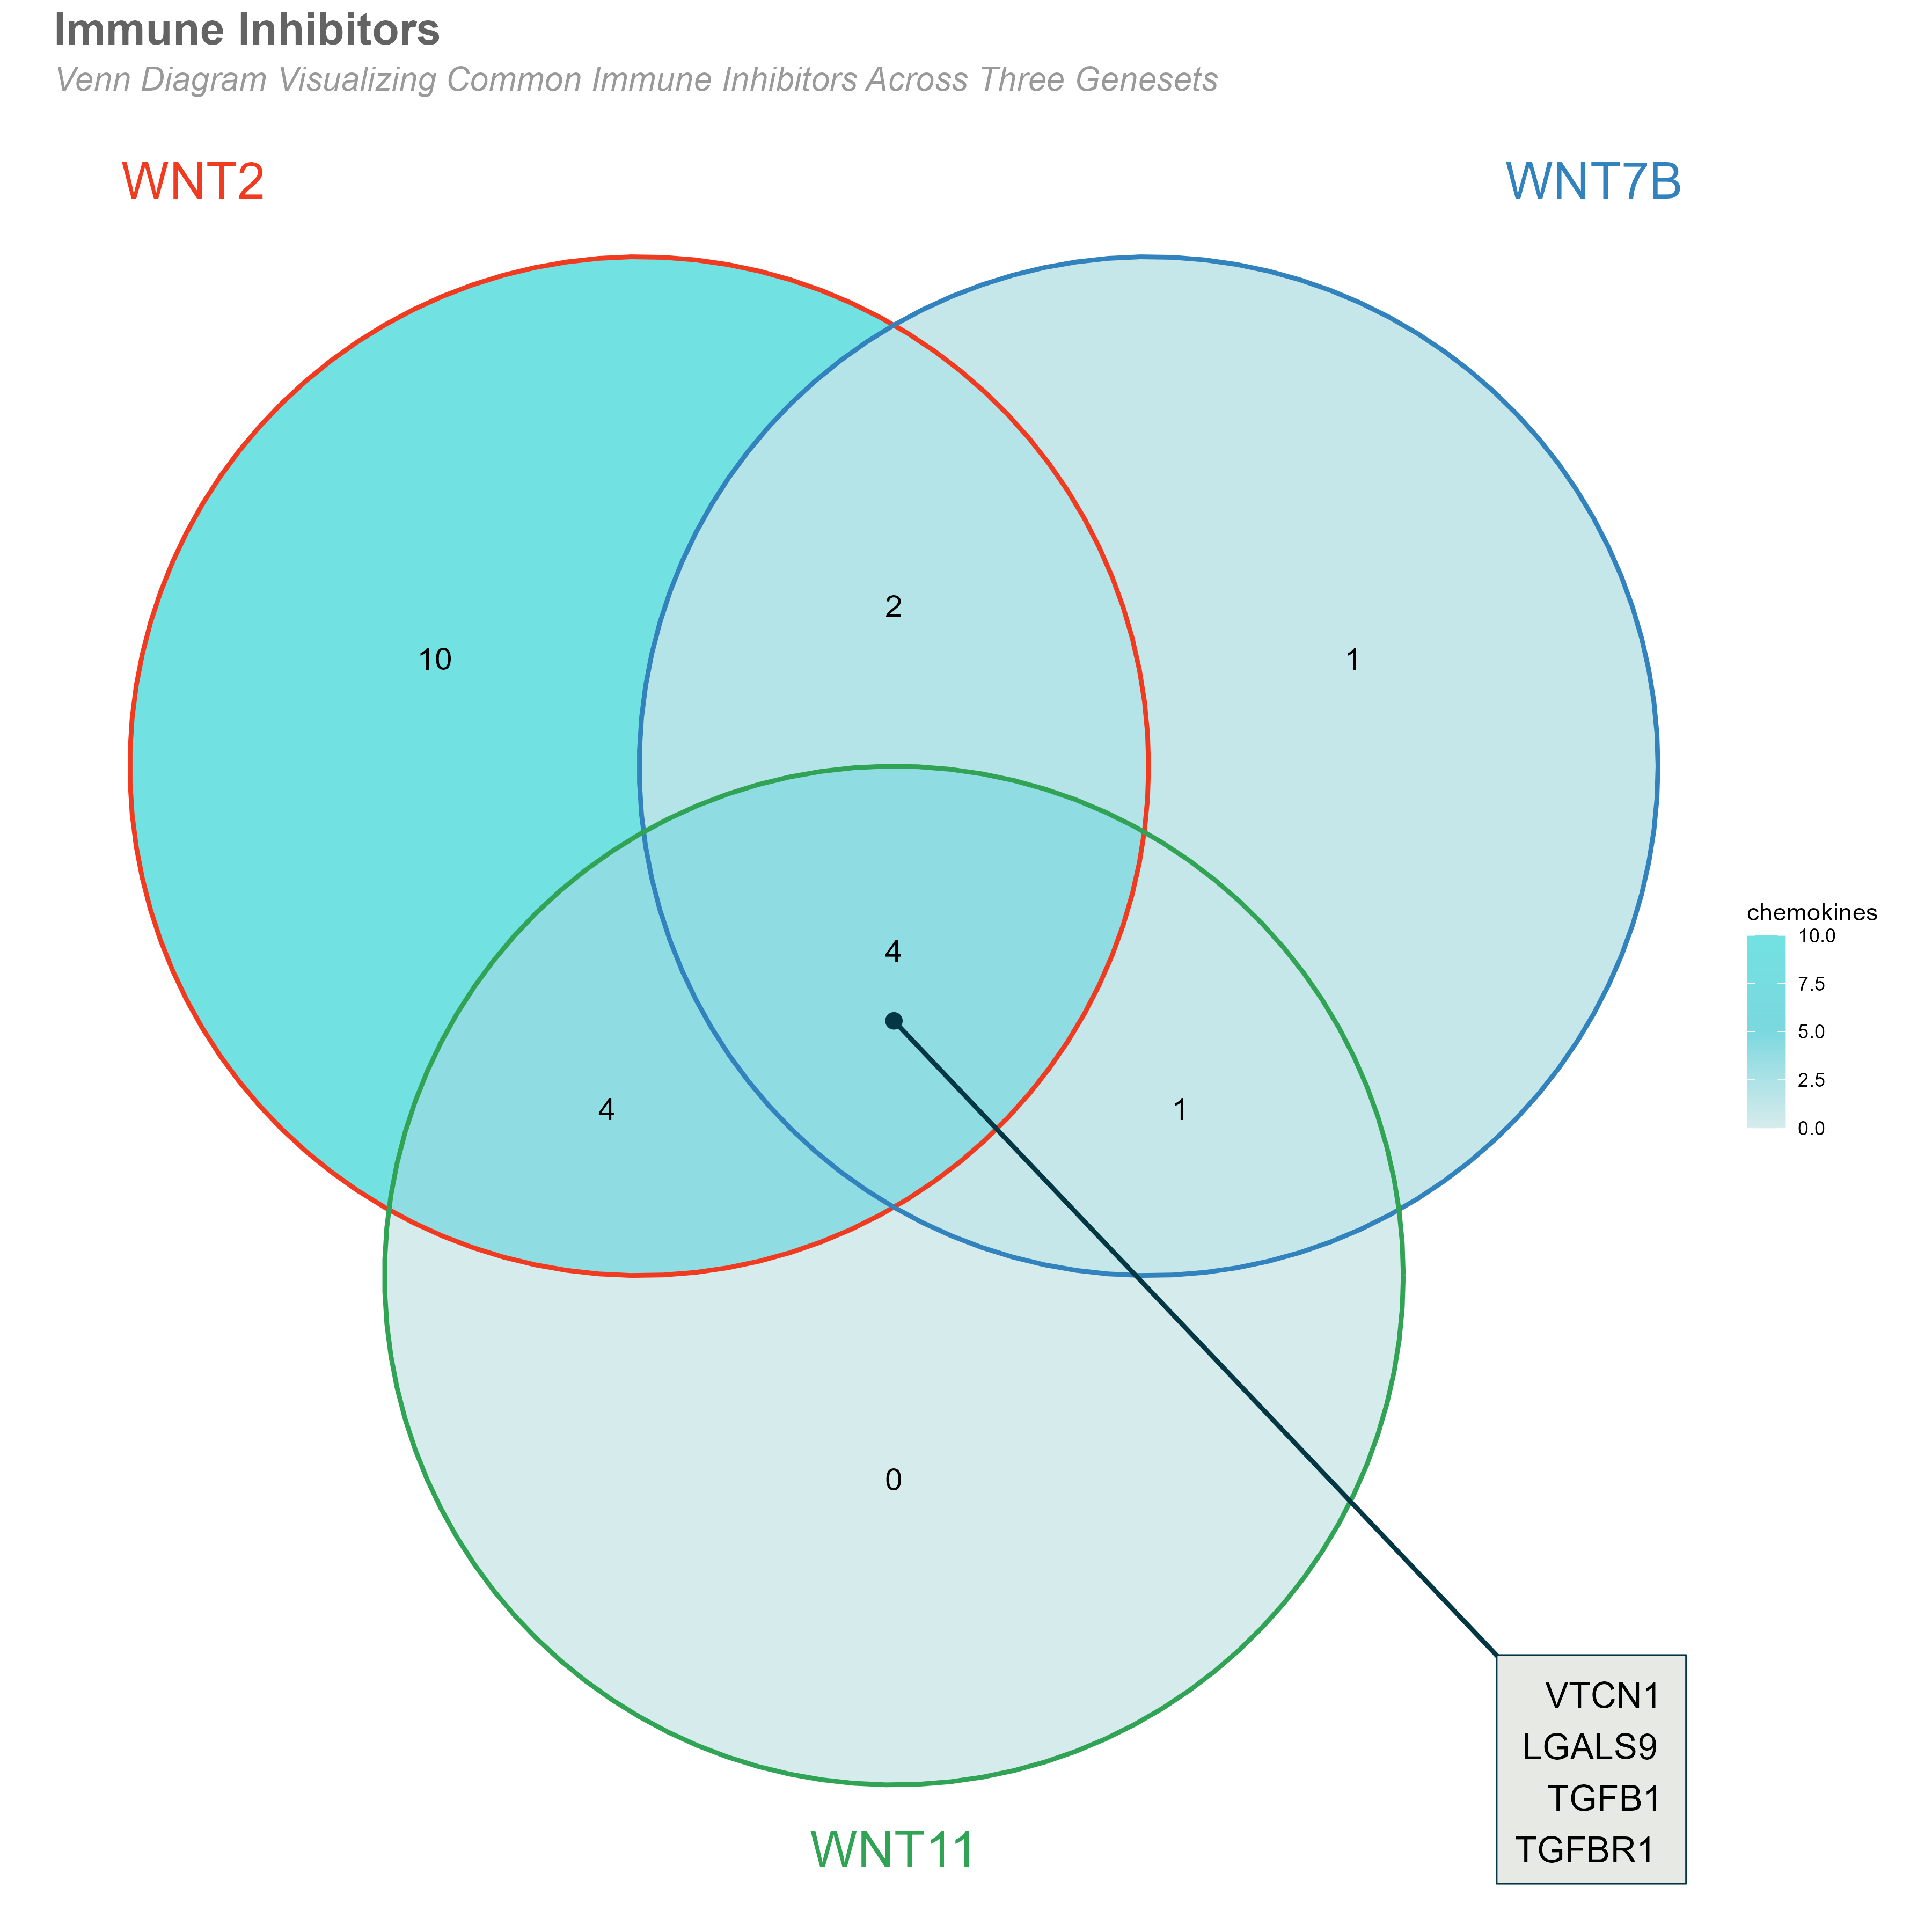 Immune Inhibitors
Venn Diagram Visualizing Common Immune Inhibitors Across Three Genesets
WNT2
WNT7B
2
10
1
chemokines
10.0
7.5
5.0
2.5
0.0
4
4
1
0
VTCN1
LGALS9
TGFB1
TGFBR1
WNT11